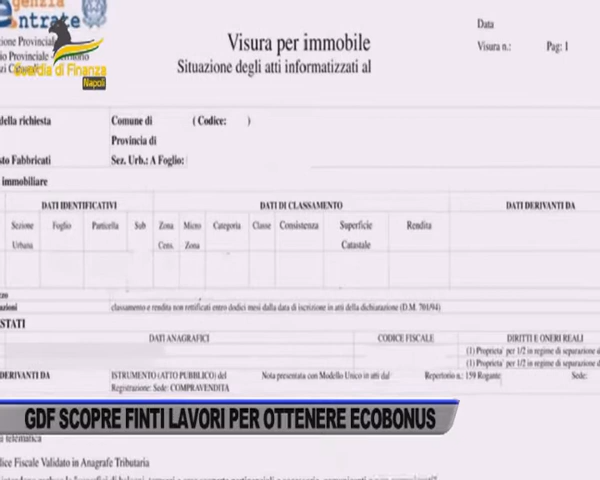 genzia
ntrate
Data
zione Provinciale
Visura per immobile
Visura n.: Pag: 1
io Provinciale - Territorio
Situazione degli atti informatizzati al
Guardia di Finanza
Napoli
della richiesta Comune di ( Codice: )
Provincia di
sto Fabbricati Sez. Urb.: A Foglio:
immobiliare
DATI IDENTIFICATIVI DATI DI CLASSAMENTO DATI DERIVANTI DA
Sezione Foglio Particella Sub Zona Micro Categoria Classe Consistenza Superficie Rendita
Urbana Cens. Zona Catastale
classamento e rendita non rettificati entro dodici mesi dalla data di iscrizione in atti della dichiarazione (D.M. 701/94)
STATI
DATI ANAGRAFICI CODICE FISCALE DIRITTI E ONERI REALI
(1) Proprieta' per 1/2 in regime di separazione d
(1) Proprieta' per 1/2 in regime di separazione d
DERIVANTI DA ISTRUMENTO (ATTO PUBBLICO) del Nota presentata con Modello Unico in atti dal Repertorio n.: 159 Rogante: Sede:
Registrazione: Sede: COMPRAVENDITA
GDF SCOPRE FINTI LAVORI PER OTTENERE ECOBONUS
a telematica
lice Fiscale Validato in Anagrafe Tributaria